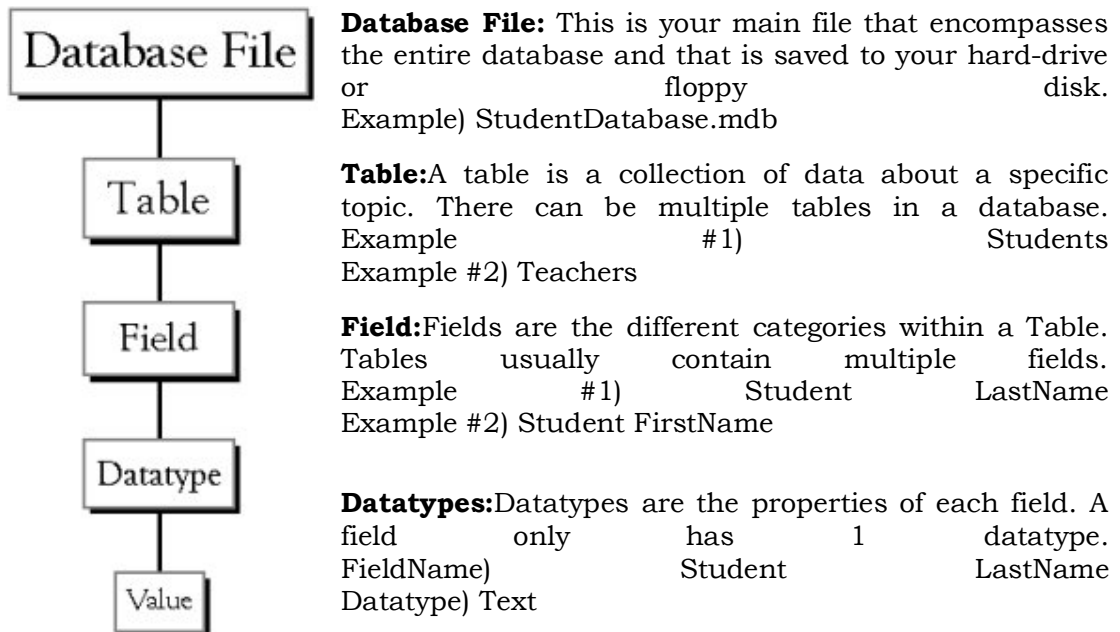 Database File
Table
Field
Datatype
Value
Database File: This is your main file that encompasses
the entire database and that is saved to your hard-drive
or floppy disk.
Example) StudentDatabase.mdb
Table:A table is a collection of data about a specific
topic. There can be multiple tables in a database.
Example #1) Students
Example #2) Teachers
Field:Fields are the different categories within a Table.
Tables usually contain multiple fields.
Example #1) Student LastName
Example #2) Student FirstName
Datatypes:Datatypes are the properties of each field. A
field only has 1 datatype.
FieldName) Student LastName
Datatype) Text